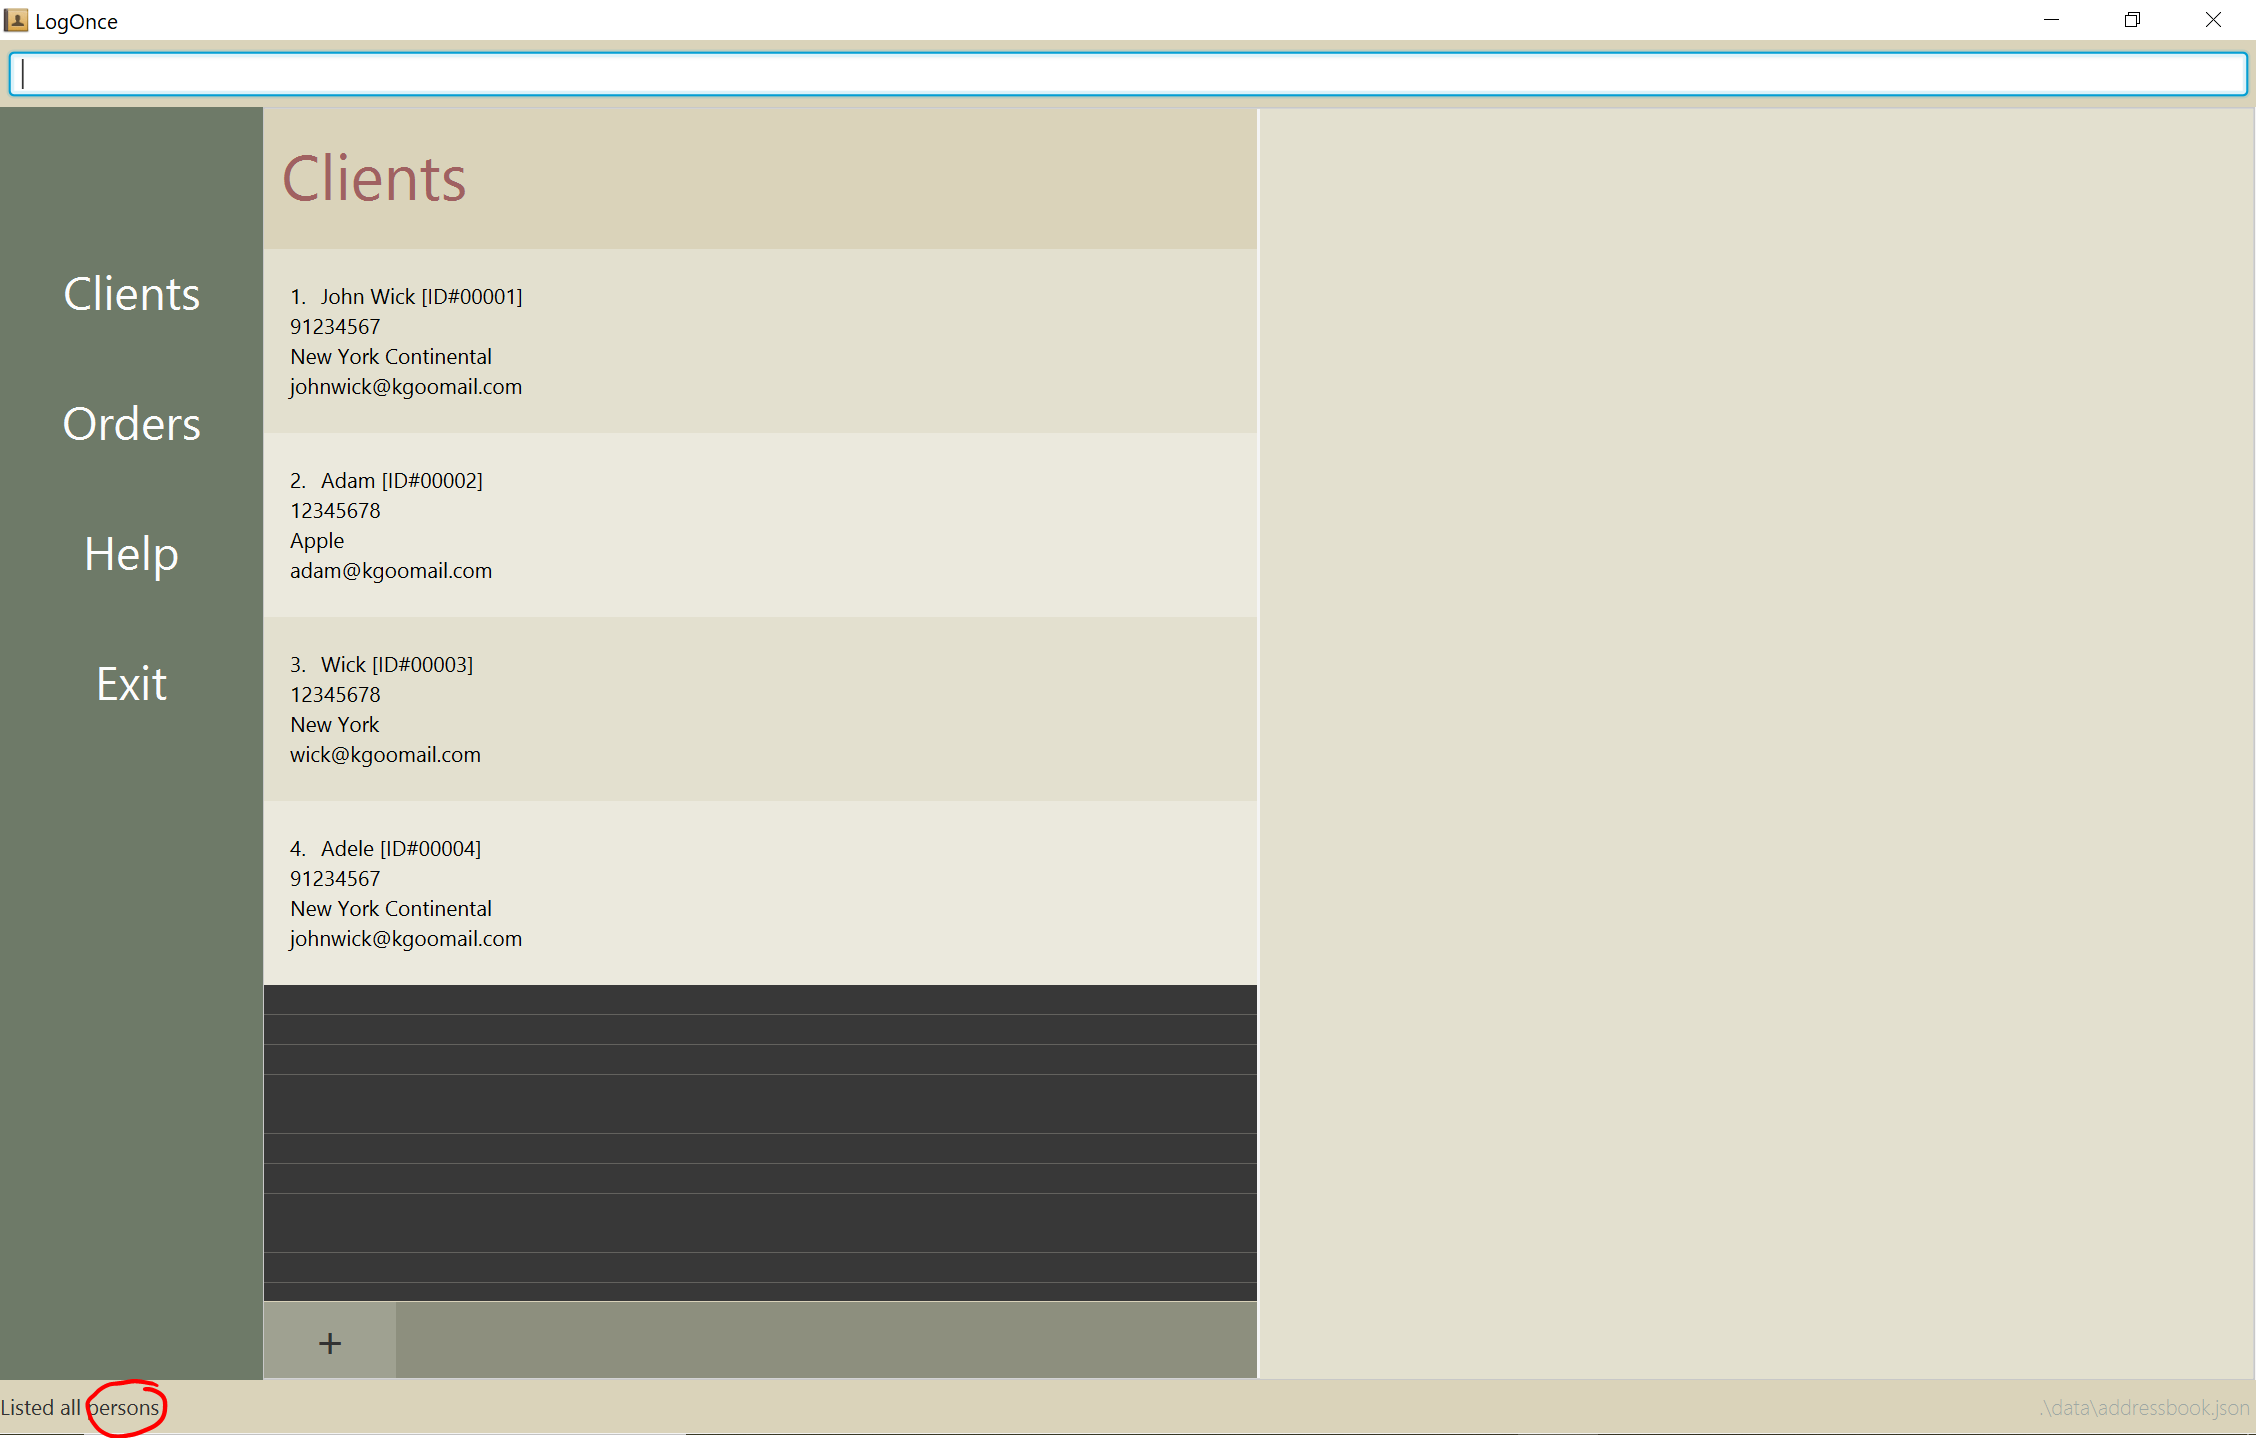 LogOnce
Clients
Orders
Help
Exit
Clients
1. John Wick [ID#00001]
91234567
New York Continental
johnwick@kgoomail.com
2. Adam [ID#00002]
12345678
Apple
adam@kgoomail.com
3. Wick [ID#00003]
12345678
New York
wick@kgoomail.com
4. Adele [ID#00004]
91234567
New York Continental
johnwick@kgoomail.com
+
Listed all persons
.\data\addressbook.json